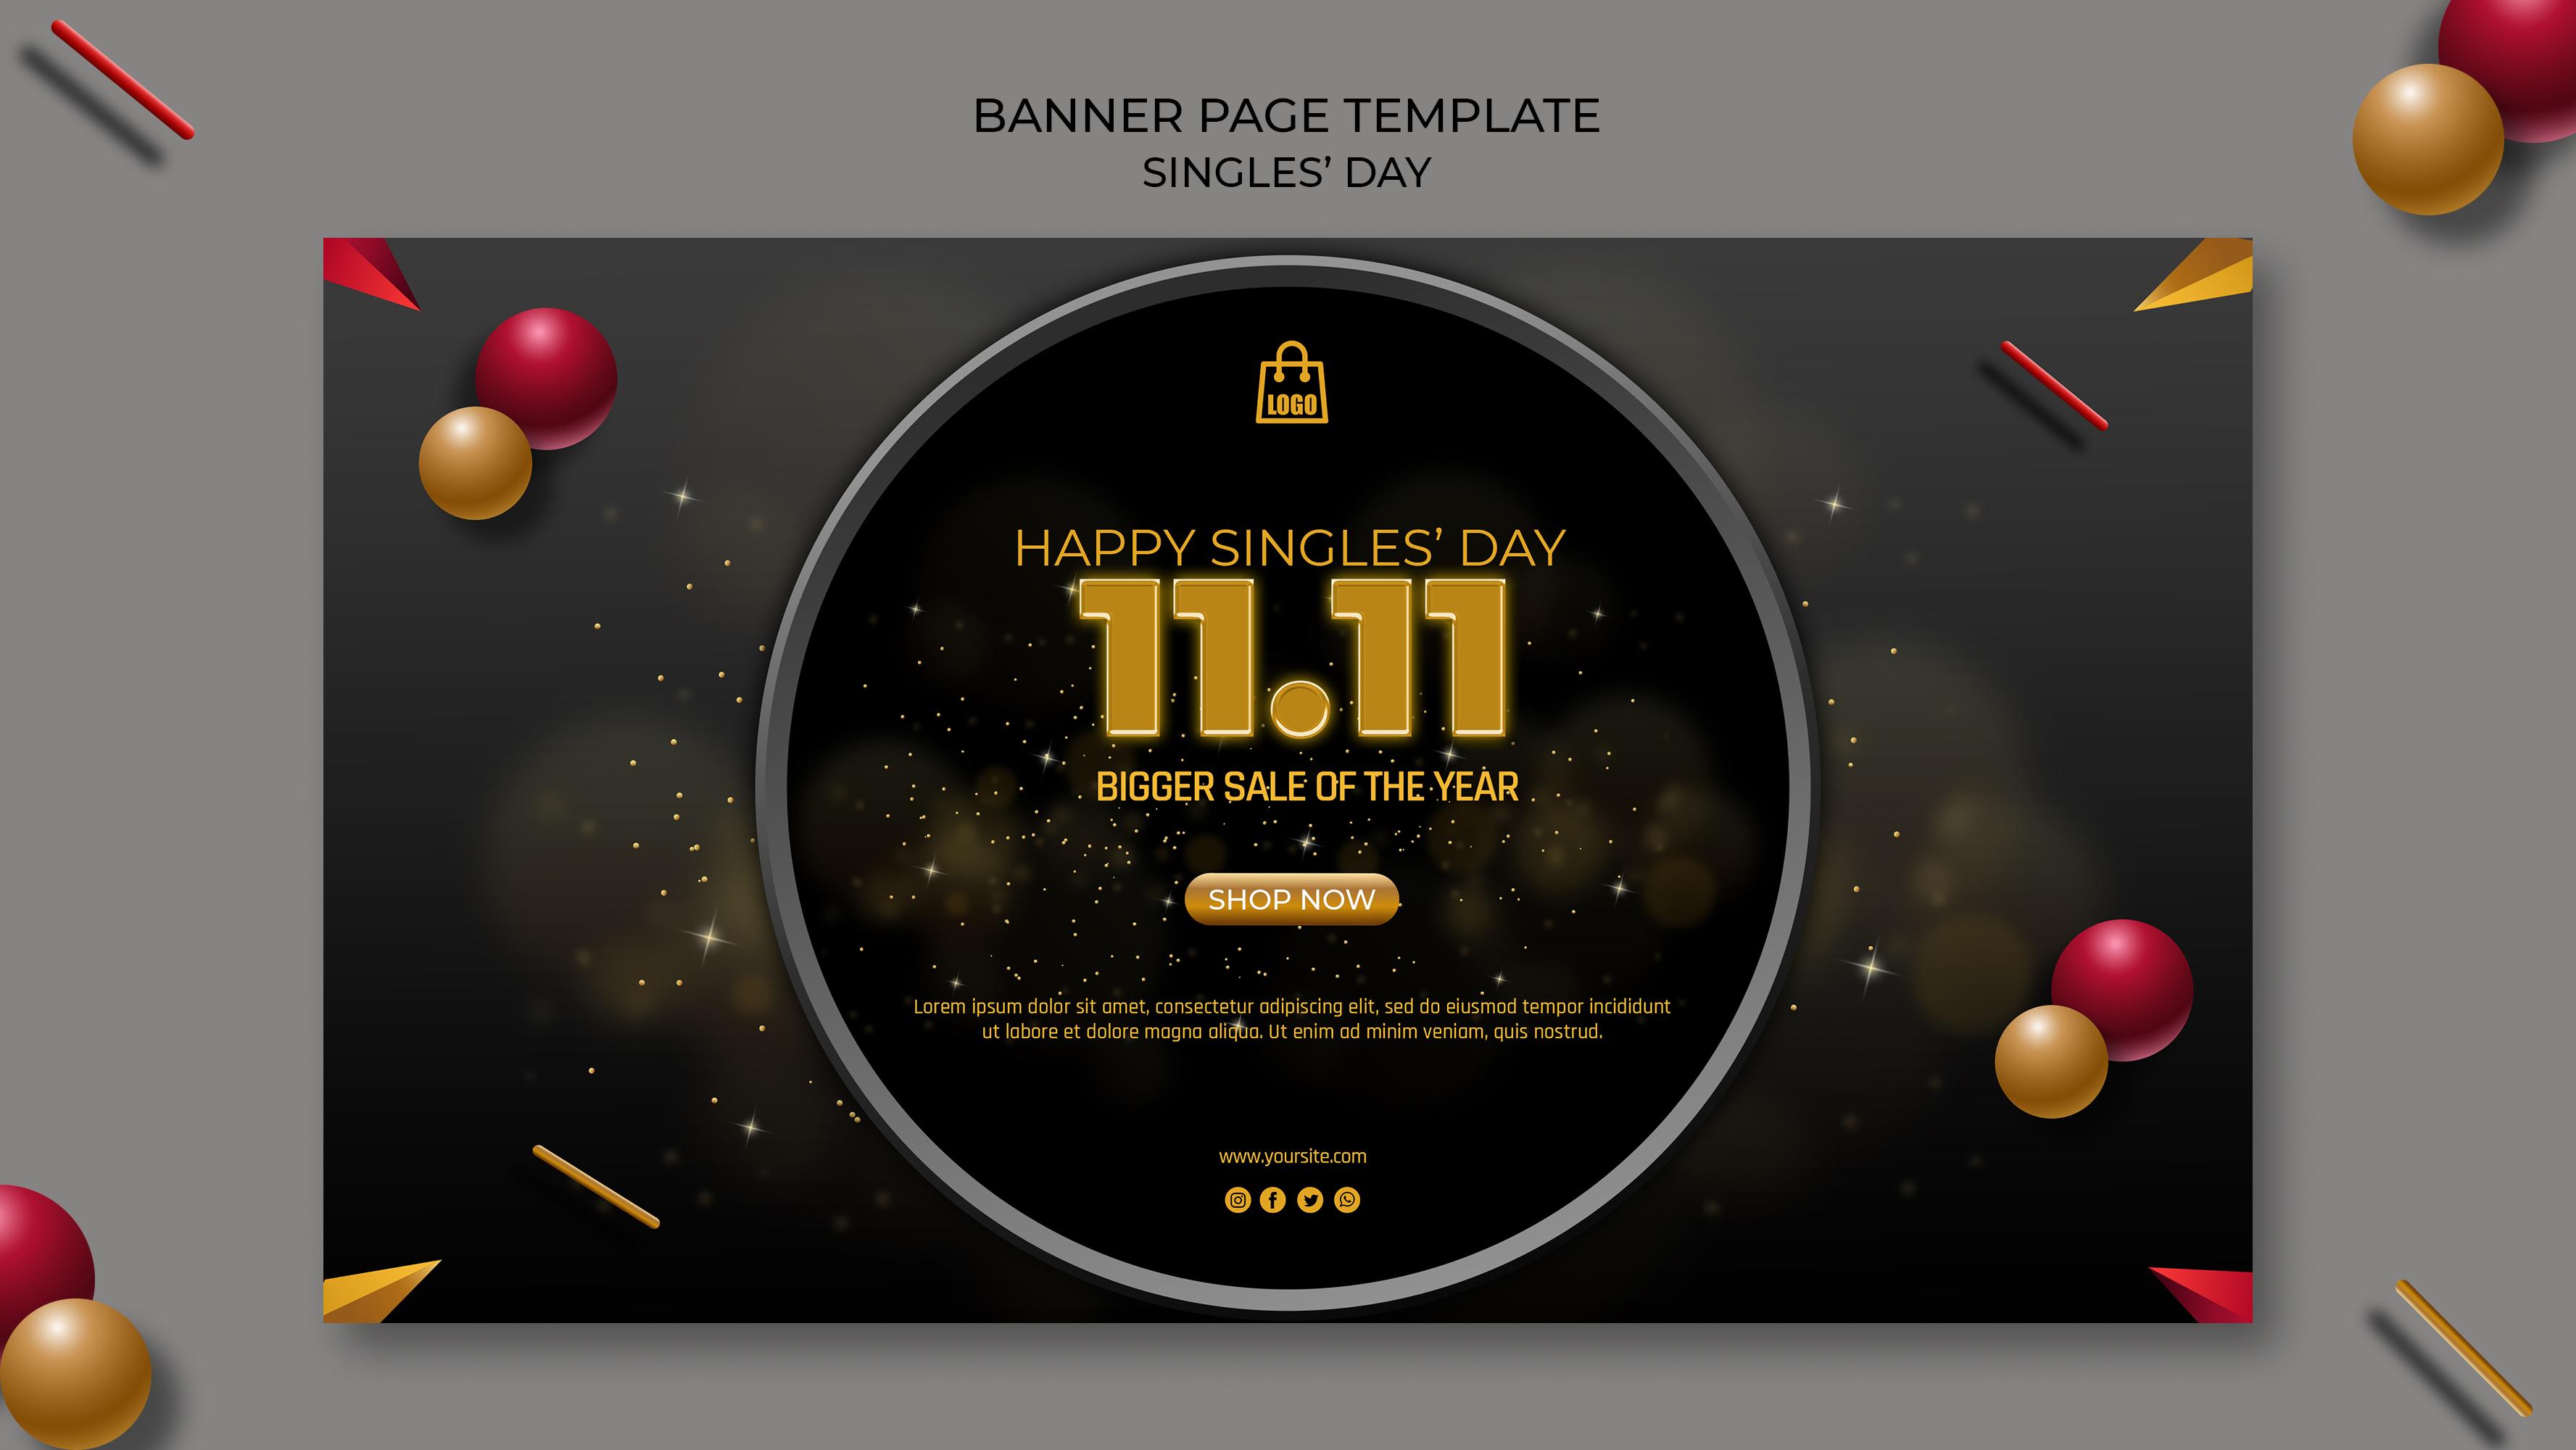 BANNER PAGE TEMPLATE
SINGLES’ DAY
LOGO
HAPPY SINGLES’ DAY
11.11
BIGGER SALE OF THE YEAR
SHOP NOW
Lorem ipsum dolor sit amet, consectetur adipiscing elit, sed do eiusmod tempor incididunt
ut labore et dolore magna aliqua. Ut enim ad minim veniam, quis nostrud.
www.yoursite.com